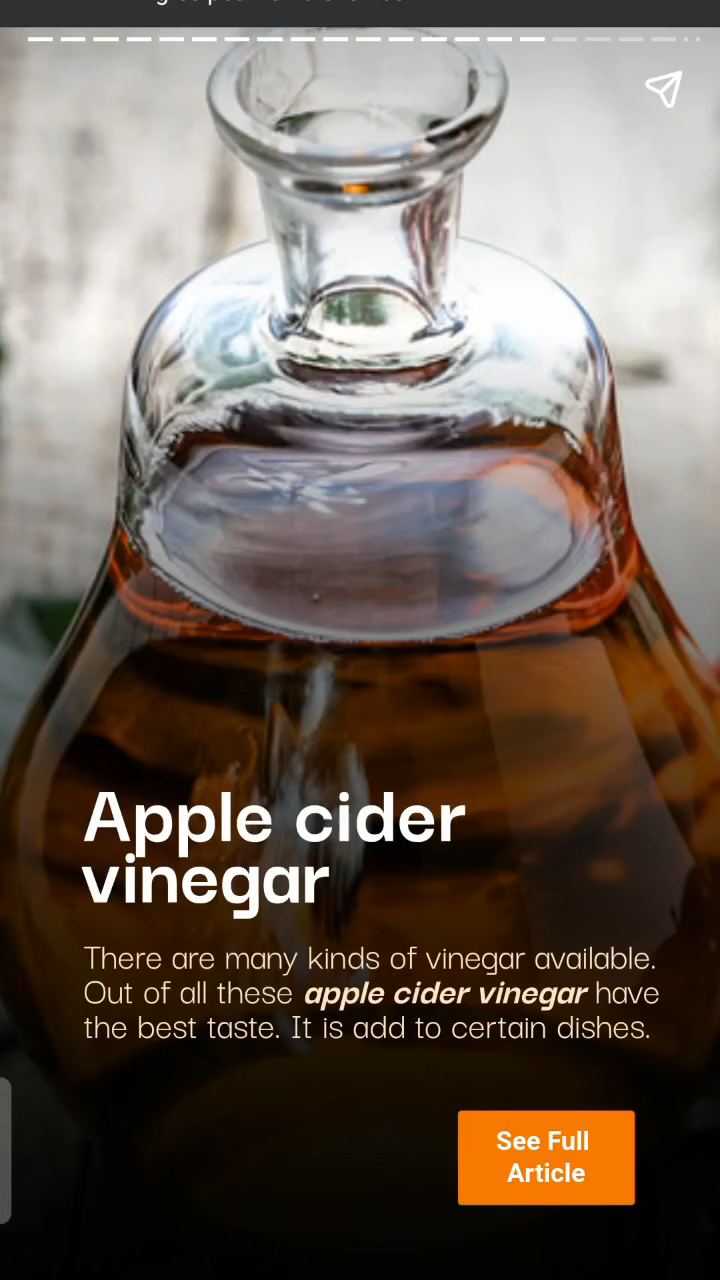 Apple cider
vinegar
There are many kinds of vinegar available.
Out of all these apple cider vinegar have
the best taste. It is add to certain dishes.
See Full
Article